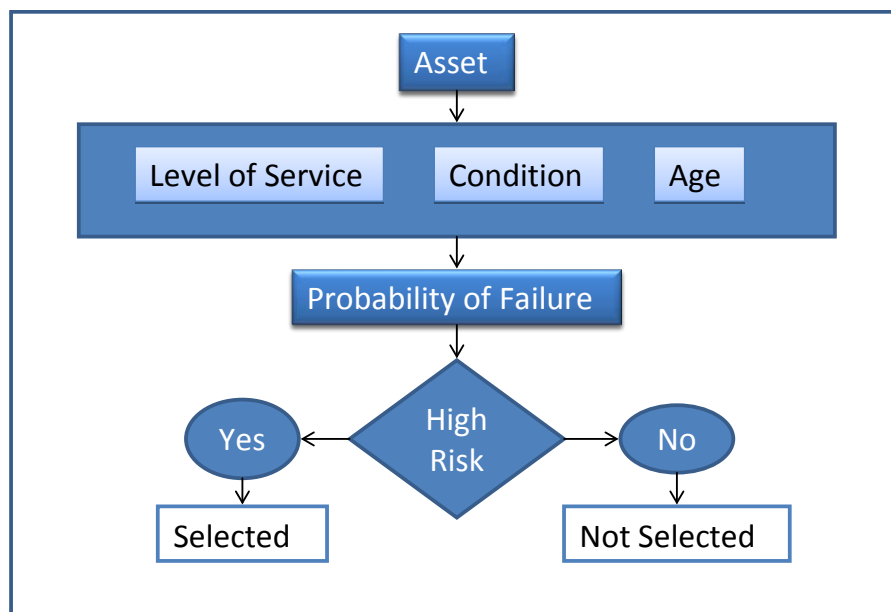 Asset
Level of Service
Condition
Age
Probability of Failure
High
Risk
Yes
No
Selected
Not Selected